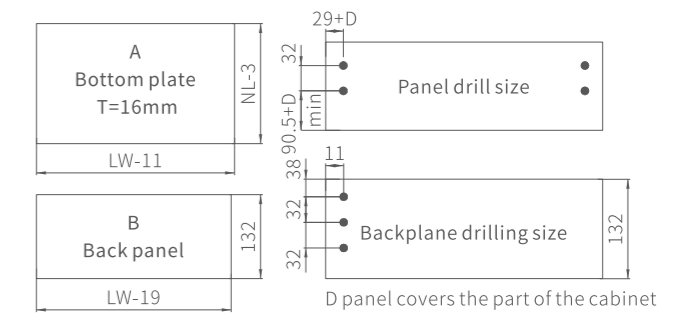 A
Bottom plate
T=16mm
NL-3
LW-11
29+D
32
90.5+D
min
Panel drill size
B
Back panel
132
LW-19
11
38
32
32
Backplane drilling size
132
D panel covers the part of the cabinet